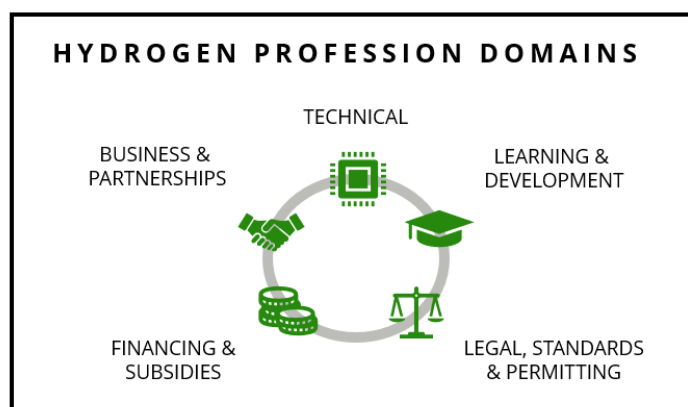 HYDROGEN PROFESSION DOMAINS
TECHNICAL
BUSINESS &
PARTNERSHIPS
LEARNING &
DEVELOPMENT
FINANCING &
SUBSIDIES
LEGAL, STANDARDS
& PERMITTING